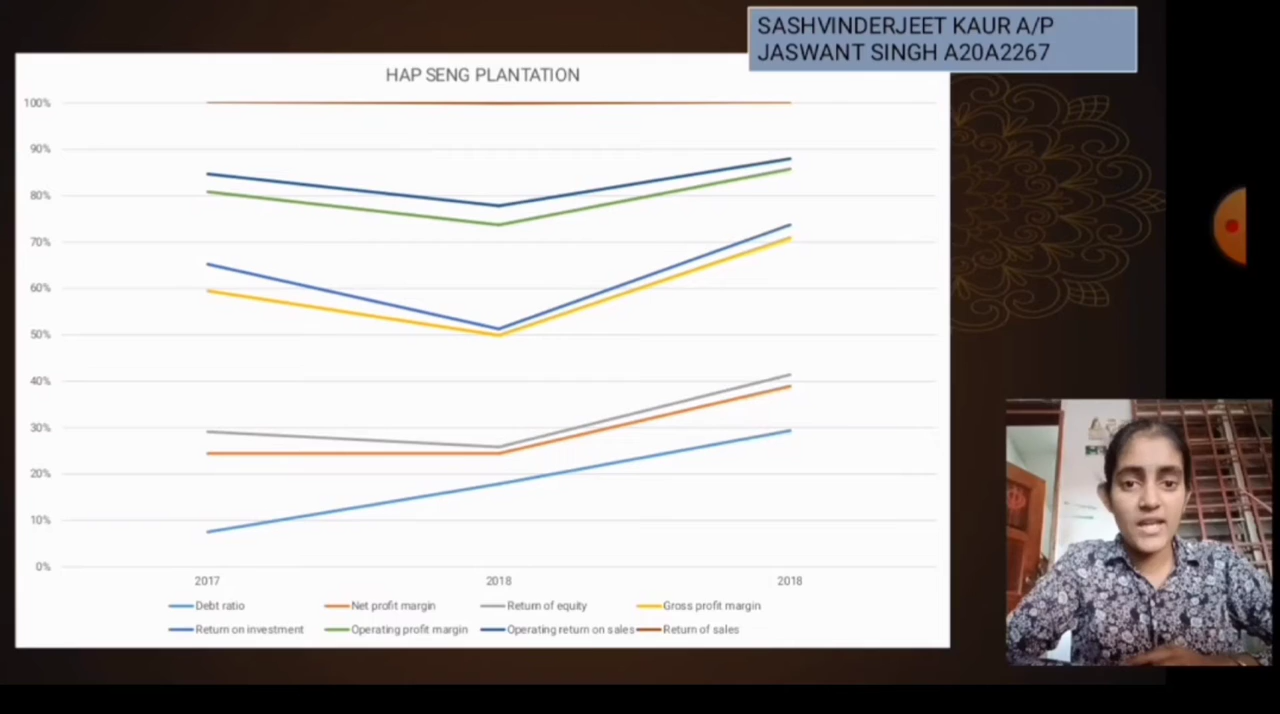 SASHVINDERJEET KAUR A/P
JASWANT SINGH A20A2267
HAP SENG PLANTATION
100%
90%
80%
70%
60%
50%
40%
30%
20%
10%
0%
2017 2018 2018
Debt ratio Net profit margin Return of equity Gross profit margin
Return on investment Operating profit margin Operating return on sales Return of sales